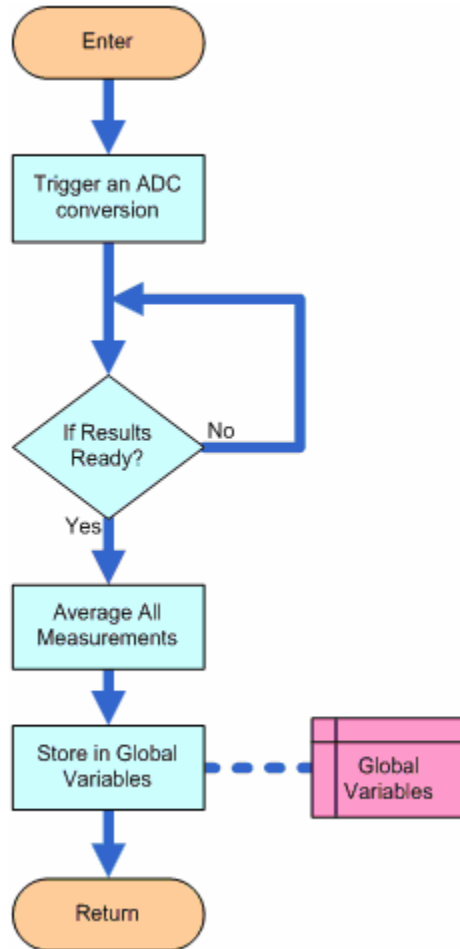 Enter
Trigger an ADC
conversion
If Results
Ready?
No
Yes
Average All
Measurements
Store in Global
Variables
Global
Variables
Return